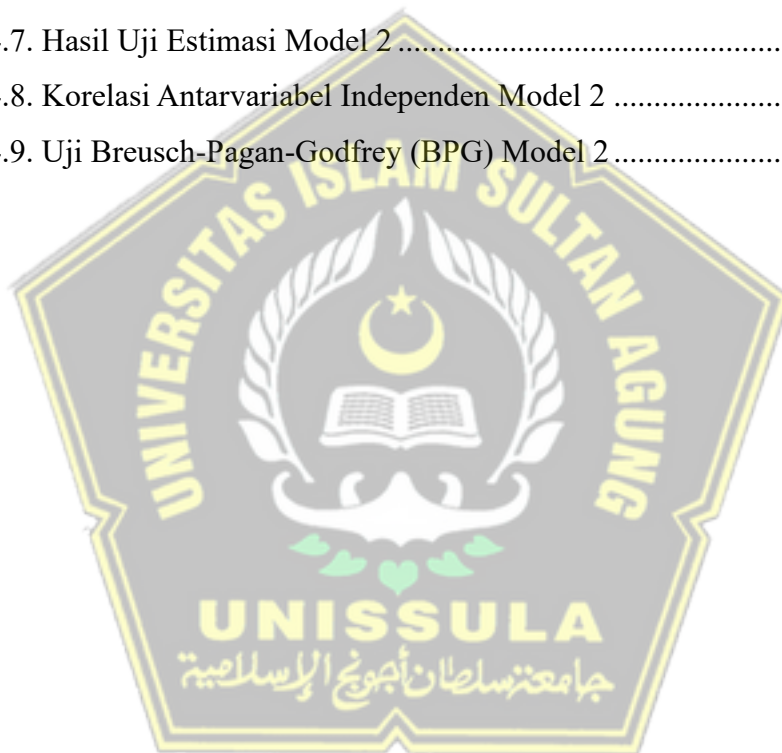 .7. Hasil Uji Estimasi Model 2 ............................................
.8. Korelasi Antarvariabel Independen Model 2 ...................
.9. Uji Breusch-Pagan-Godfrey (BPG) Model 2 ...................
UNIVERSITAS ISLAM SULTAN AGUNG
UNISSULA
جامعنزسلطان أجونج الإسلامية